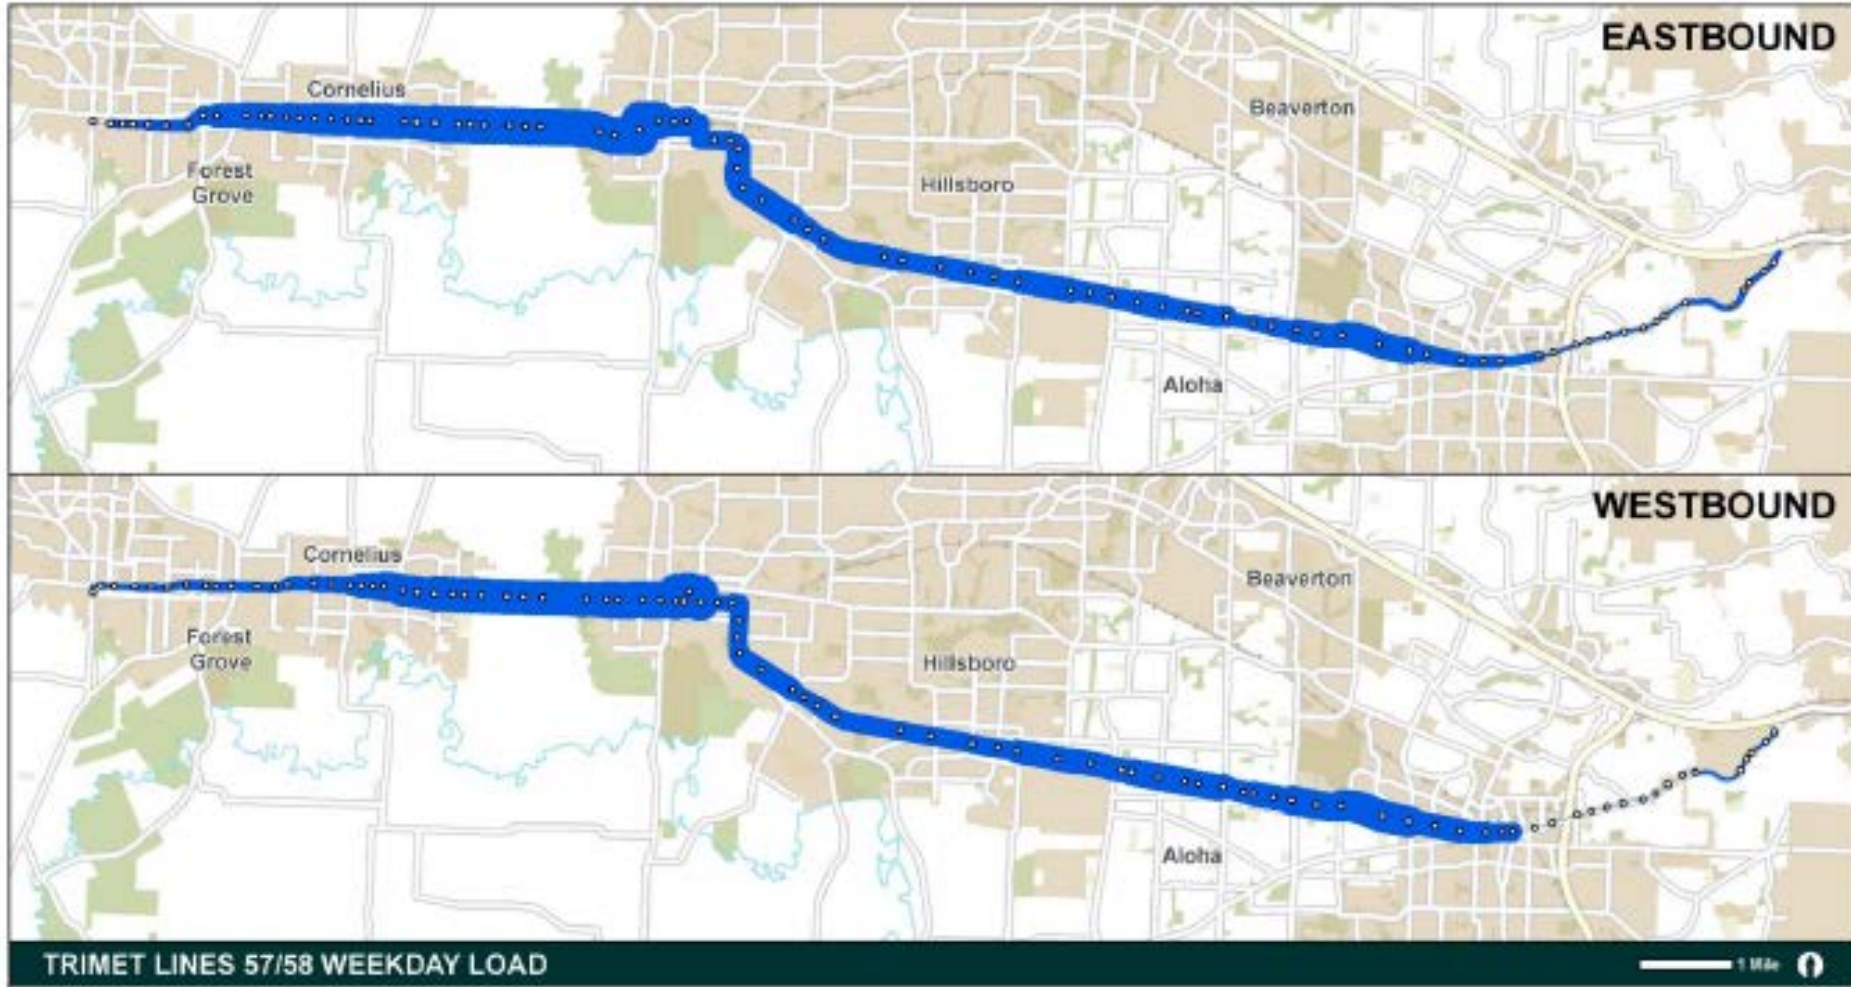 EASTBOUND
Cornelius
Beaverton
Forest
Grove
Hillsboro
Aloha
WESTBOUND
Cornelius
Beaverton
Forest
Grove
Hillsboro
Aloha
TRIMET LINES 57/58 WEEKDAY LOAD
1 Mile